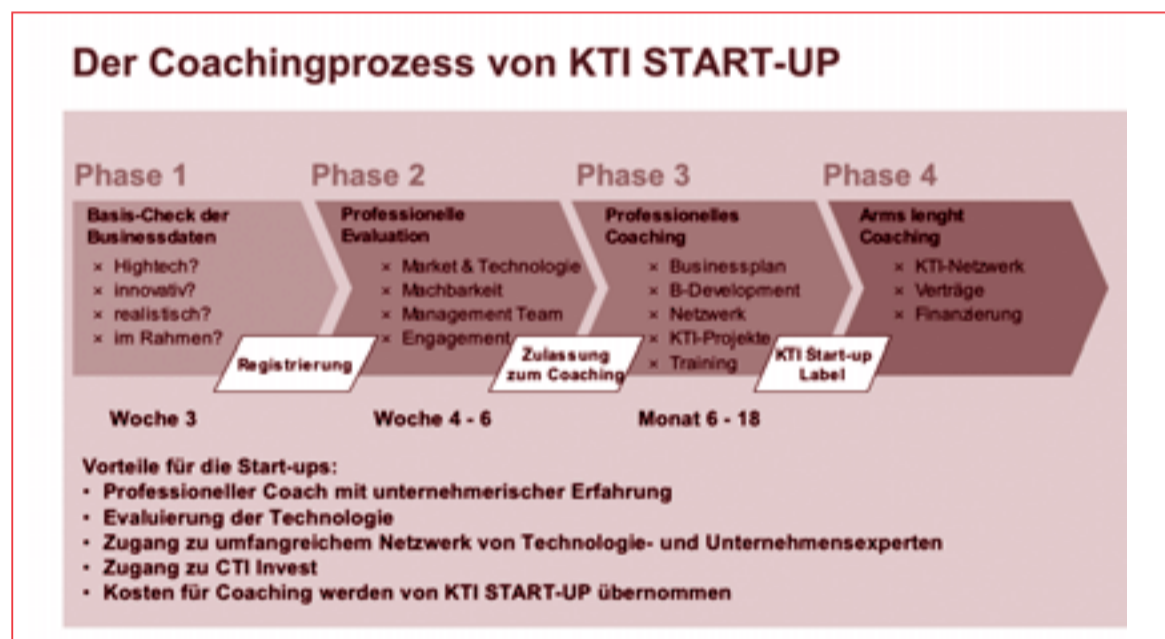 Der Coachingprozess von KTI START-UP
Phase 1
Basis-Check der
Businessdaten
× Hightech?
× innovativ?
× realistisch?
× im Rahmen?
Registrierung
Woche 3
Phase 2
Professionelle
Evaluation
× Market & Technologie
× Machbarkeit
× Management Team
× Engagement
Zulassung
zum Coaching
Woche 4 - 6
Phase 3
Professionelles
Coaching
× Businessplan
× B-Development
× Netzwerk
× KTI-Projekte
× Training
KTI Start-up
Label
Monat 6 - 18
Phase 4
Arms lenght
Coaching
× KTI-Netzwerk
× Verträge
× Finanzierung
Vorteile für die Start-ups:
• Professioneller Coach mit unternehmerischer Erfahrung
• Evaluierung der Technologie
• Zugang zu umfangreichem Netzwerk von Technologie- und Unternehmensexperten
• Zugang zu CTI Invest
• Kosten für Coaching werden von KTI START-UP übernommen